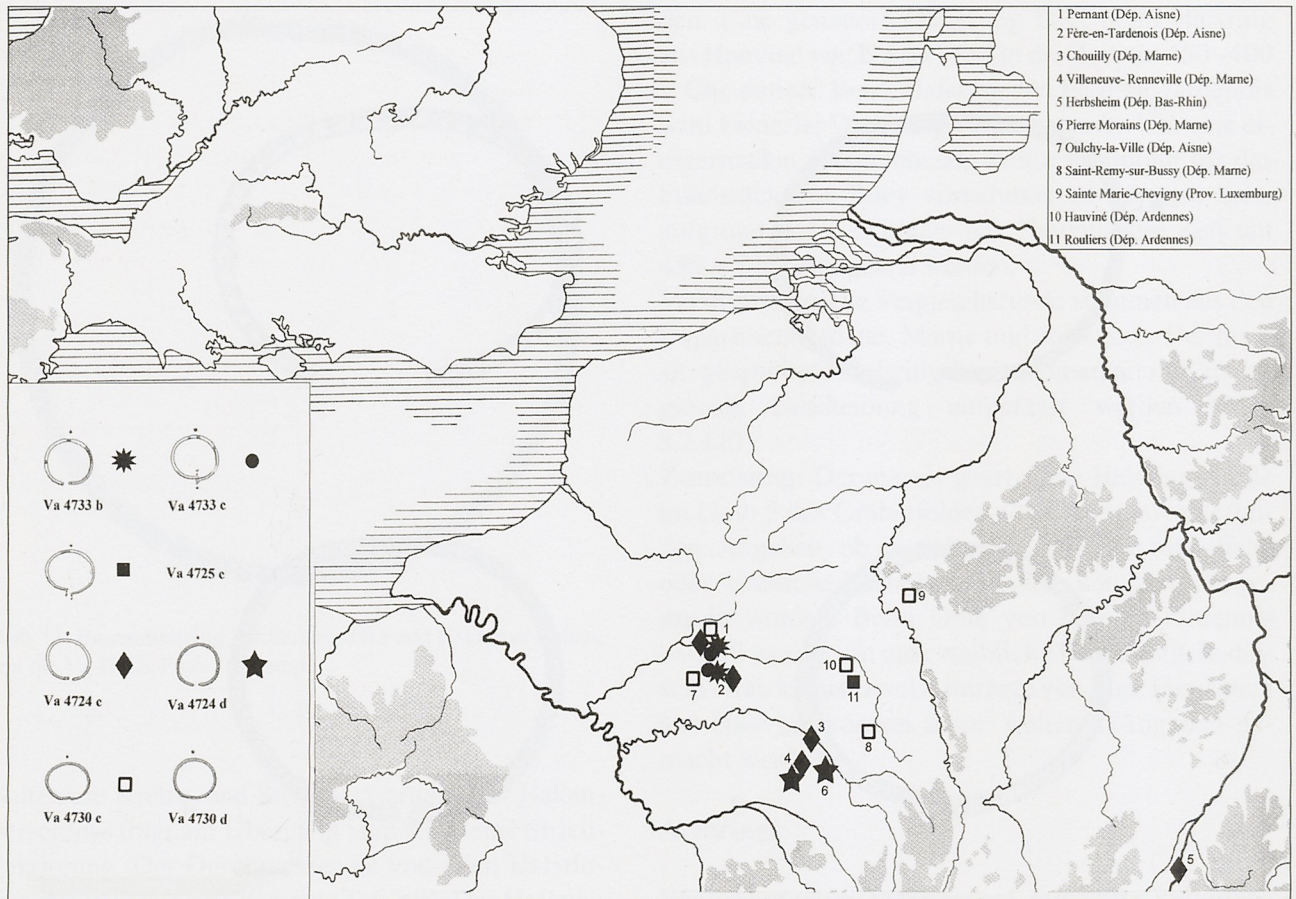 1 Pernant (Dép. Aisne)
2 Fère-en-Tardenois (Dép. Aisne)
3 Chouilly (Dép. Marne)
4 Villeneuve- Renneville (Dép. Marne)
5 Herbsheim (Dép. Bas-Rhin)
6 Pierre Morains (Dép. Marne)
7 Oulchy-la-Ville (Dép. Aisne)
8 Saint-Remy-sur-Bussy (Dép. Marne)
9 Sainte Marie-Chevigny (Prov. Luxemburg)
10 Hauviné (Dép. Ardennes)
11 Rouliers (Dép. Ardennes)
Va 4733 b Va 4733 c
Va 4725 c
Va 4724 c Va 4724 d
Va 4730 c Va 4730 d
9
1
10
7 2
11
3
8
4
6
5